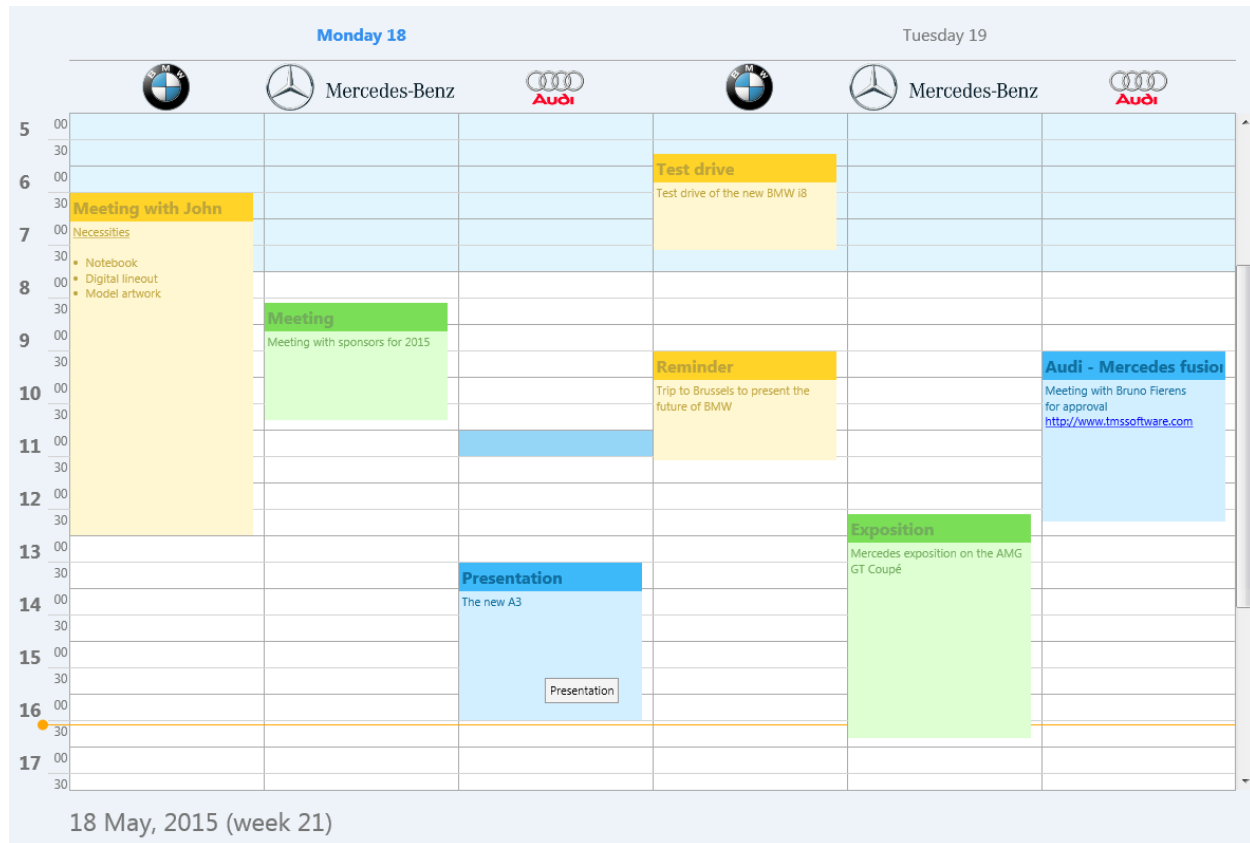 Monday 18
Tuesday 19
BMW
Mercedes-Benz
Audi
BMW
Mercedes-Benz
Audi
5 00
30
6 00
30
7 00
30
8 00
30
9 00
30
10 00
30
11 00
30
12 00
30
13 00
30
14 00
30
15 00
30
16 00
30
17 00
30
Meeting with John
Necessities
• Notebook
• Digital lineout
• Model artwork
Meeting
Meeting with sponsors for 2015
Presentation
The new A3
Presentation
Test drive
Test drive of the new BMW i8
Reminder
Trip to Brussels to present the
future of BMW
Exposition
Mercedes exposition on the AMG
GT Coupé
Audi - Mercedes fusion
Meeting with Bruno Fierens
for approval
http://www.tmssoftware.com
18 May, 2015 (week 21)